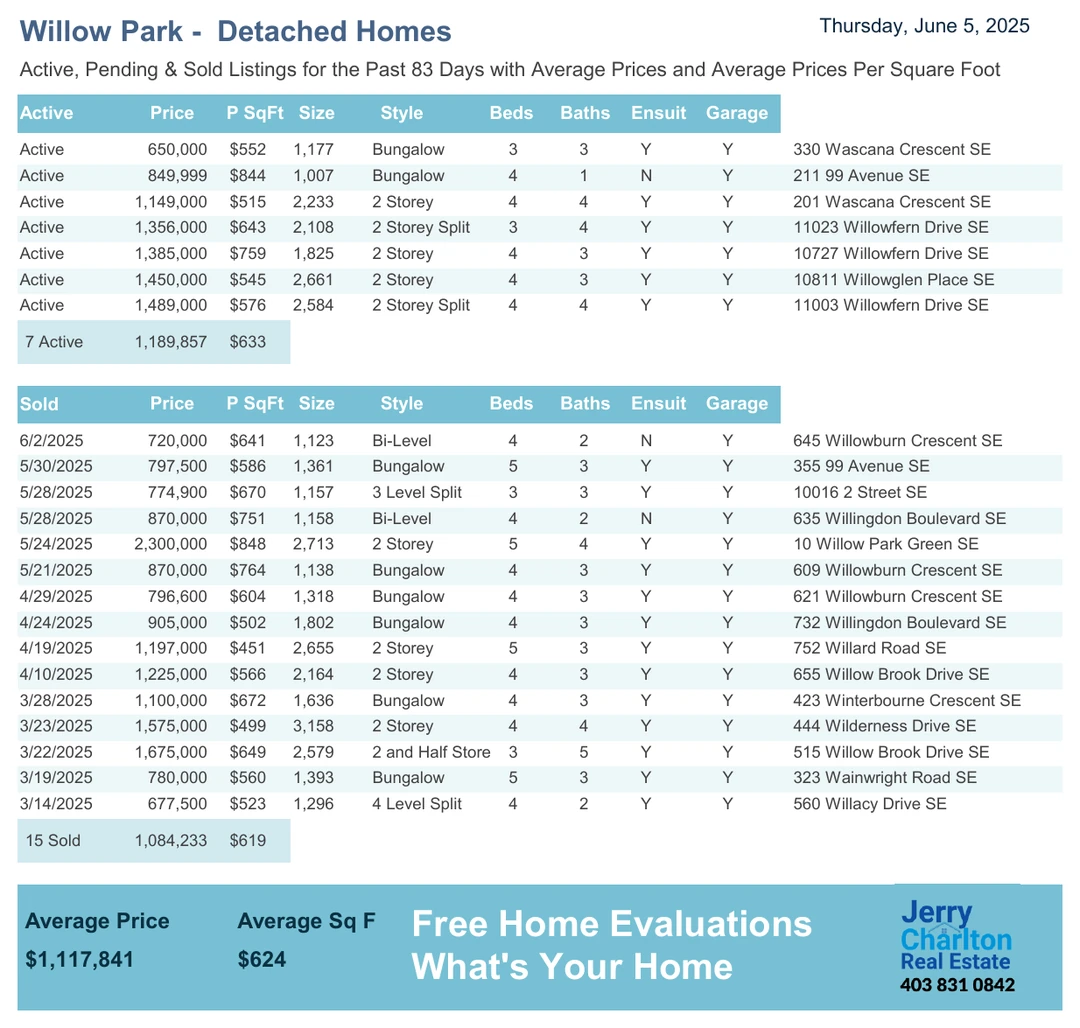 Willow Park - Detached Homes
Thursday, June 5, 2025
Active, Pending & Sold Listings for the Past 83 Days with Average Prices and Average Prices Per Square Foot
Active Price P SqFt Size Style Beds Baths Ensuit Garage
Active 650,000 $552 1,177 Bungalow 3 3 Y Y 330 Wascana Crescent SE
Active 849,999 $844 1,007 Bungalow 4 1 N Y 211 99 Avenue SE
Active 1,149,000 $515 2,233 2 Storey 4 4 Y Y 201 Wascana Crescent SE
Active 1,356,000 $643 2,108 2 Storey Split 3 4 Y Y 11023 Willowfern Drive SE
Active 1,385,000 $759 1,825 2 Storey 4 3 Y Y 10727 Willowfern Drive SE
Active 1,450,000 $545 2,661 2 Storey 4 3 Y Y 10811 Willowglen Place SE
Active 1,489,000 $576 2,584 2 Storey Split 4 4 Y Y 11003 Willowfern Drive SE
7 Active 1,189,857 $633
Sold Price P SqFt Size Style Beds Baths Ensuit Garage
6/2/2025 720,000 $641 1,123 Bi-Level 4 2 N Y 645 Willowburn Crescent SE
5/30/2025 797,500 $586 1,361 Bungalow 5 3 Y Y 355 99 Avenue SE
5/28/2025 774,900 $670 1,157 3 Level Split 3 3 Y Y 10016 2 Street SE
5/28/2025 870,000 $751 1,158 Bi-Level 4 2 N Y 635 Willingdon Boulevard SE
5/24/2025 2,300,000 $848 2,713 2 Storey 5 4 Y Y 10 Willow Park Green SE
5/21/2025 870,000 $764 1,138 Bungalow 4 3 Y Y 609 Willowburn Crescent SE
4/29/2025 796,600 $604 1,318 Bungalow 4 3 Y Y 621 Willowburn Crescent SE
4/24/2025 905,000 $502 1,802 Bungalow 4 3 Y Y 732 Willingdon Boulevard SE
4/19/2025 1,197,000 $451 2,655 2 Storey 5 3 Y Y 752 Willard Road SE
4/10/2025 1,225,000 $566 2,164 2 Storey 4 3 Y Y 655 Willow Brook Drive SE
3/28/2025 1,100,000 $672 1,636 Bungalow 4 3 Y Y 423 Winterbourne Crescent SE
3/23/2025 1,575,000 $499 3,158 2 Storey 4 4 Y Y 444 Wilderness Drive SE
3/22/2025 1,675,000 $649 2,579 2 and Half Store 3 5 Y Y 515 Willow Brook Drive SE
3/19/2025 780,000 $560 1,393 Bungalow 5 3 Y Y 323 Wainwright Road SE
3/14/2025 677,500 $523 1,296 4 Level Split 4 2 Y Y 560 Willacy Drive SE
15 Sold 1,084,233 $619
Average Price Average Sq F
$1,117,841 $624
Free Home Evaluations
What's Your Home
Jerry
Charlton
Real Estate
403 831 0842